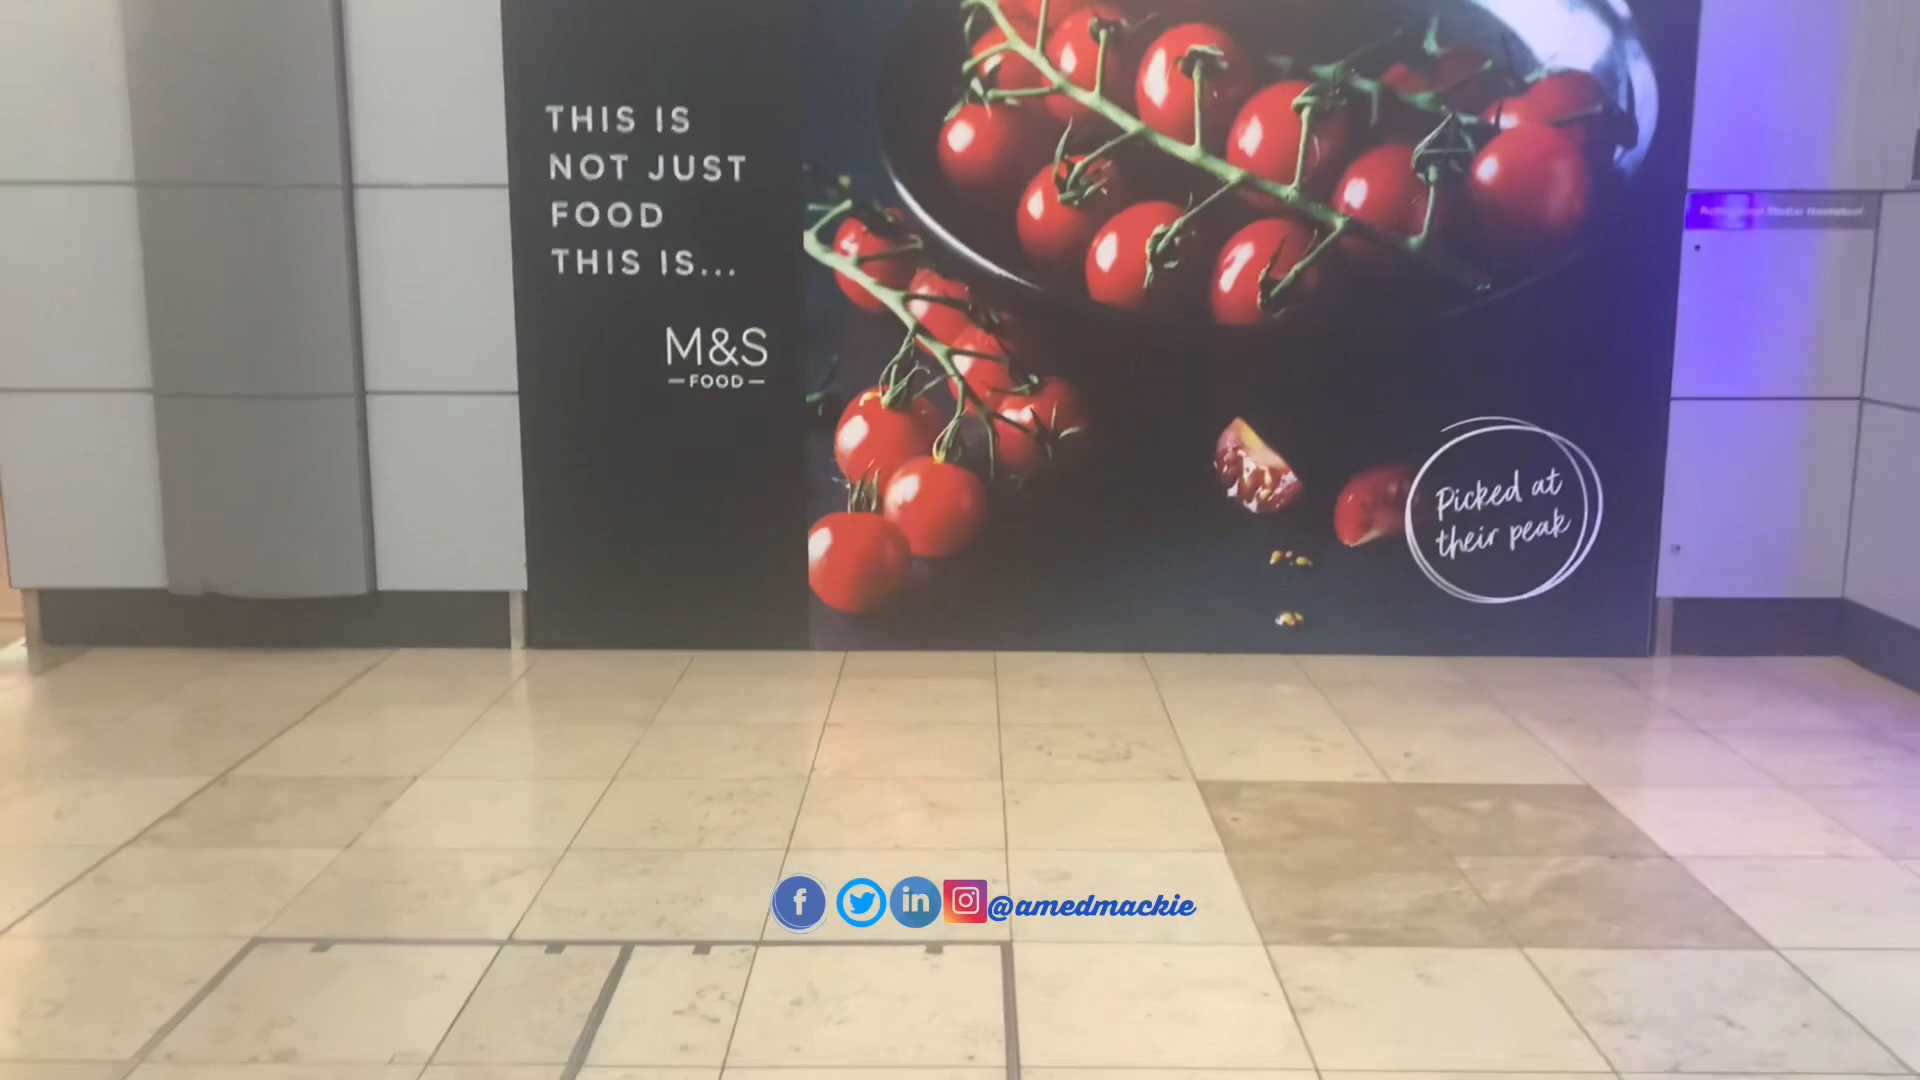 THIS IS
NOT JUST
FOOD
THIS IS...
M&S
FOOD
Picked at
their peak
@amedmackie